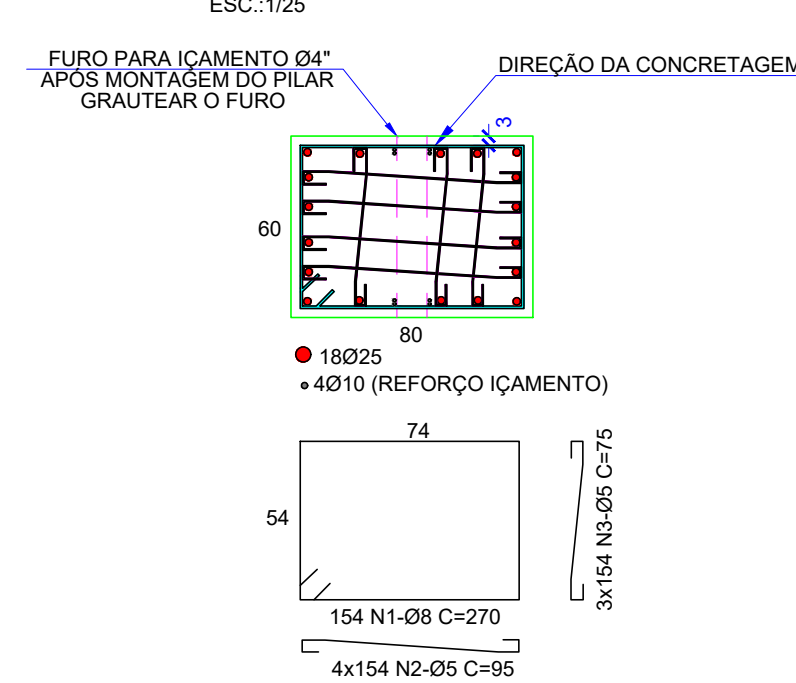 ESC.:1/25
FURO PARA IÇAMENTO Ø4"
APÓS MONTAGEM DO PILAR
GRAUTEAR O FURO
DIREÇÃO DA CONCRETAGEM
3
60
80
18Ø25
4Ø10 (REFORÇO IÇAMENTO)
74
54
3x154 N3-Ø5 C=75
154 N1-Ø8 C=270
4x154 N2-Ø5 C=95